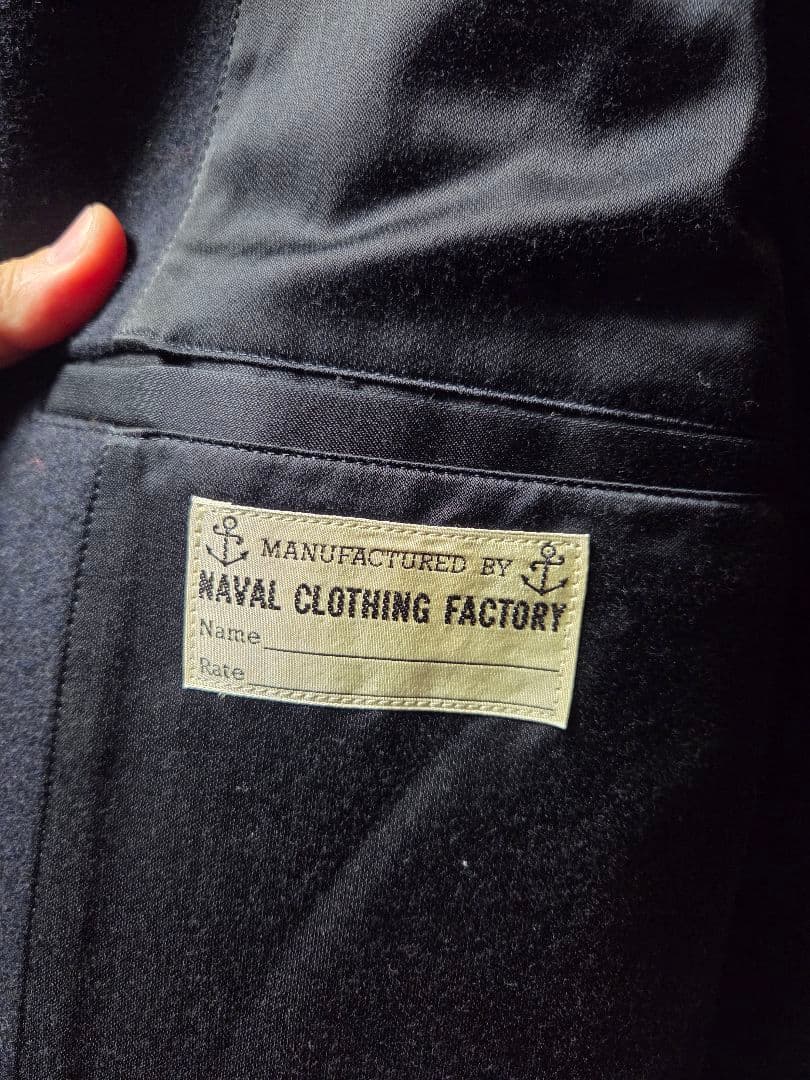 MANUFACTURED BY
NAVAL CLOTHING FACTORY
Name
Rate